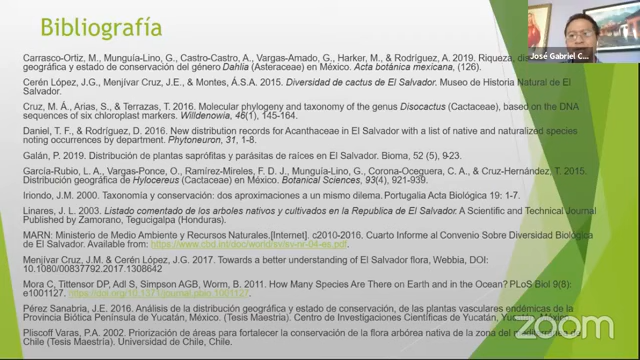 Bibliografía
José Gabriel C...
Carrasco-Ortiz, M., Munguía-Lino, G., Castro-Castro, A., Vargas-Amado, G., Harker, M., & Rodríguez, A. 2019. Riqueza,
geográfica y estado de conservación del género Dahlia (Asteraceae) en México. Acta botánica mexicana, (126).
Cerén López, J.G., Menjívar Cruz, J.E., & Montes, Á.S.A. 2015. Diversidad de cactus de El Salvador. Museo de Historia Natural de El
Salvador.
Cruz, M. Á., Arias, S., & Terrazas, T. 2016. Molecular phylogeny and taxonomy of the genus Disocactus (Cactaceae), based on the DNA
sequences of six chloroplast markers. Willdenowia, 46(1), 145-164.
Daniel, T. F., & Rodríguez, D. 2016. New distribution records for Acanthaceae in El Salvador with a list of native and naturalized species
noting occurrences by department. Phytoneuron, 31, 1-8.
Galán, P. 2019. Distribución de plantas saprófitas y parásitas de raíces en El Salvador. Bioma, 52 (5), 9-23.
García-Rubio, L. A., Vargas-Ponce, O., Ramírez-Mireles, F. D. J., Munguía-Lino, G., Corona-Oceguera, C. A., & Cruz-Hernández, T. 2015.
Distribución geográfica de Hylocereus (Cactaceae) en México. Botanical Sciences, 93(4), 921-939.
Iriondo, J.M. 2000. Taxonomía y conservación: dos aproximaciones a un mismo dilema. Portugalia Acta Biológica 19: 1-7.
Linares, J. L. 2003. Listado comentado de los arboles nativos y cultivados en la Republica de El Salvador. A Scientific and Technical Journal
Published by Zamorano, Tegucigalpa (Honduras).
MARN: Ministerio de Medio Ambiente y Recursos Naturales.[Internet]. c2010-2016. Cuarto Informe al Convenio Sobre Diversidad Biológica
de El Salvador. Available from: https://www.cbd.int/doc/world/sv/sv-nr-04-es.pdf.
Menjívar Cruz, J.M. & Cerén López, J.G. 2017. Towards a better understanding of El Salvador flora, Webbia, DOI:
10.1080/00837792.2017.1308642
Mora C, Tittensor DP, Adl S, Simpson AGB, Worm B. 2011. How Many Species Are There on Earth and in the Ocean? PLoS Biol 9(8):
e1001127. https://doi.org/10.1371/journal.pbio.1001127.
Pérez Sanabria, J.E. 2016. Análisis de la distribución geográfica y estado de conservación, de las plantas vasculares endémicas de la
Provincia Biótica Península de Yucatán, México. (Tesis Maestría). Centro de Investigaciones Científicas de Yucatán, Yucatán, México.
Pliscoff Varas, P.A. 2002. Priorización de áreas para fortalecer la conservación de la flora arbórea nativa de la zona del mediterránea de
Chile (Tesis Maestría). Universidad de Chile, Chile.
zoom